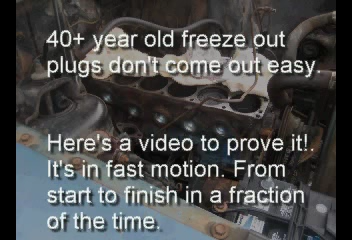 40+ year old freeze out
plugs don't come out easy.
Here's a video to prove it!.
It's in fast motion. From
start to finish in a fraction
of the time.